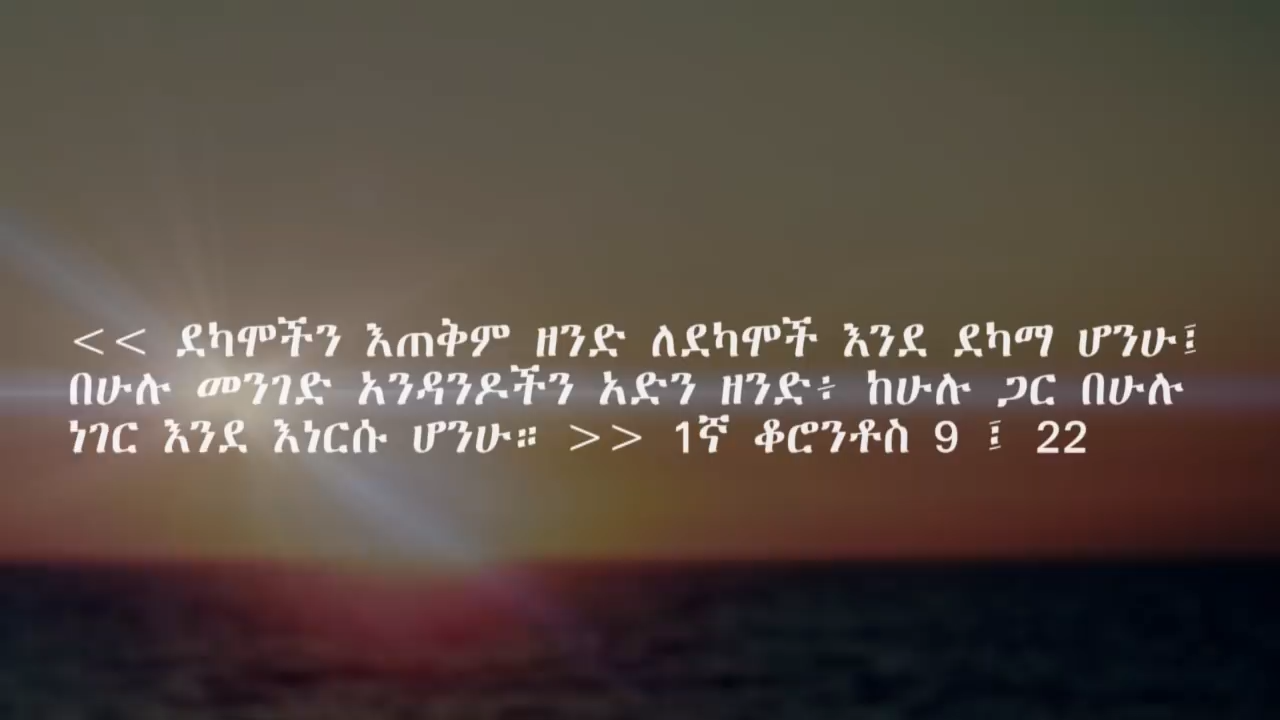 << ደካሞችን እጠቅም ዘንድ ለደካሞች እንደ ደካማ ሆንሁ፤
በሁሉ መንገድ አንዳንዶችን አድን ዘንድ፥ ከሁሉ ጋር በሁሉ
ነገር እንደ እነርሱ ሆንሁ። >> 1ኛ ቆሮንቶስ 9 ፤ 22